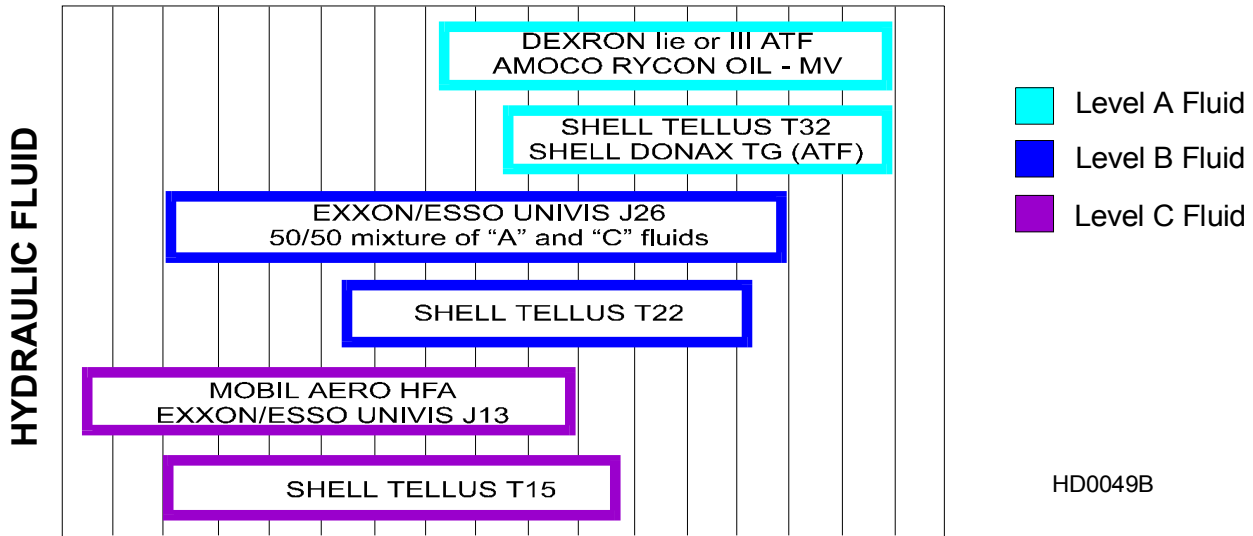 HYDRAULIC FLUID
DEXRON IIe or III ATF
AMOCO RYCON OIL - MV
SHELL TELLUS T32
SHELL DONAX TG (ATF)
EXXON/ESSO UNIVIS J26
50/50 mixture of “A” and “C” fluids
SHELL TELLUS T22
MOBIL AERO HFA
EXXON/ESSO UNIVIS J13
SHELL TELLUS T15
Level A Fluid
Level B Fluid
Level C Fluid
HD0049B